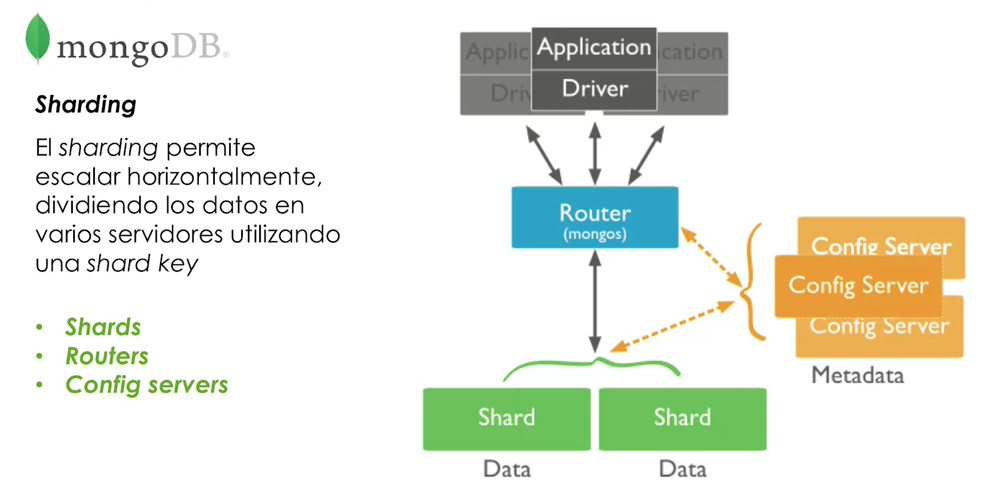 mongoDB®
Sharding
El sharding permite
escalar horizontalmente,
dividiendo los datos en
varios servidores utilizando
una shard key
• Shards
• Routers
• Config servers
Applic Application ication
Driv Driver river
Router
(mongos)
Config Server
Config Server
Config Server
Metadata
Shard Shard
Data Data